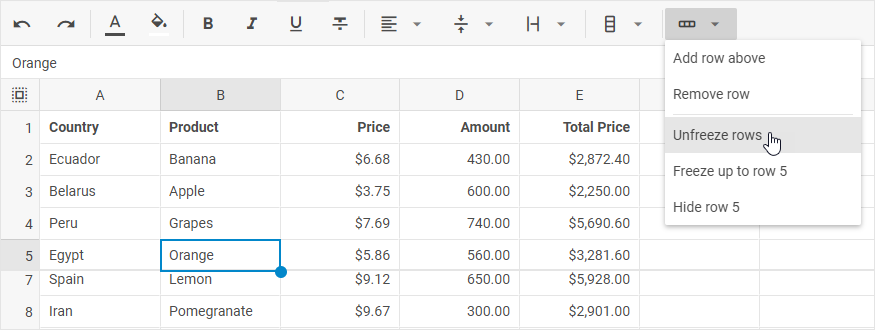 A B I U T
Orange
Add row above
Remove row
Unfreeze rows
Freeze up to row 5
Hide row 5
A B C D E
1 Country Product Price Amount Total Price
2 Ecuador Banana $6.68 430.00 $2,872.40
3 Belarus Apple $3.75 600.00 $2,250.00
4 Peru Grapes $7.69 740.00 $5,690.60
5 Egypt Orange $5.86 560.00 $3,281.60
7 Spain Lemon $9.12 650.00 $5,928.00
8 Iran Pomegranate $9.67 300.00 $2,901.00